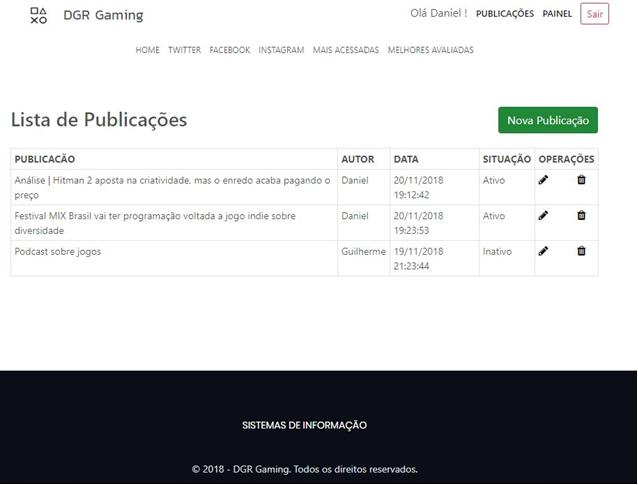 DGR Gaming
Olá Daniel ! PUBLICAÇÕES PAINEL Sair
HOME TWITTER FACEBOOK INSTAGRAM MAIS ACESSADAS MELHORES AVALIADAS
Lista de Publicações
Nova Publicação
PUBLICACÃO AUTOR DATA SITUAÇÃO OPERAÇÕES
Análise | Hitman 2 aposta na criatividade, mas o enredo acaba pagando o
preço
Daniel
20/11/2018
19:12:42
Ativo
Festival MIX Brasil vai ter programação voltada a jogo indie sobre
diversidade
Daniel
20/11/2018
19:23:53
Ativo
Podcast sobre jogos
Guilherme
19/11/2018
21:23:44
Inativo
SISTEMAS DE INFORMAÇÃO
© 2018 - DGR Gaming. Todos os direitos reservados.